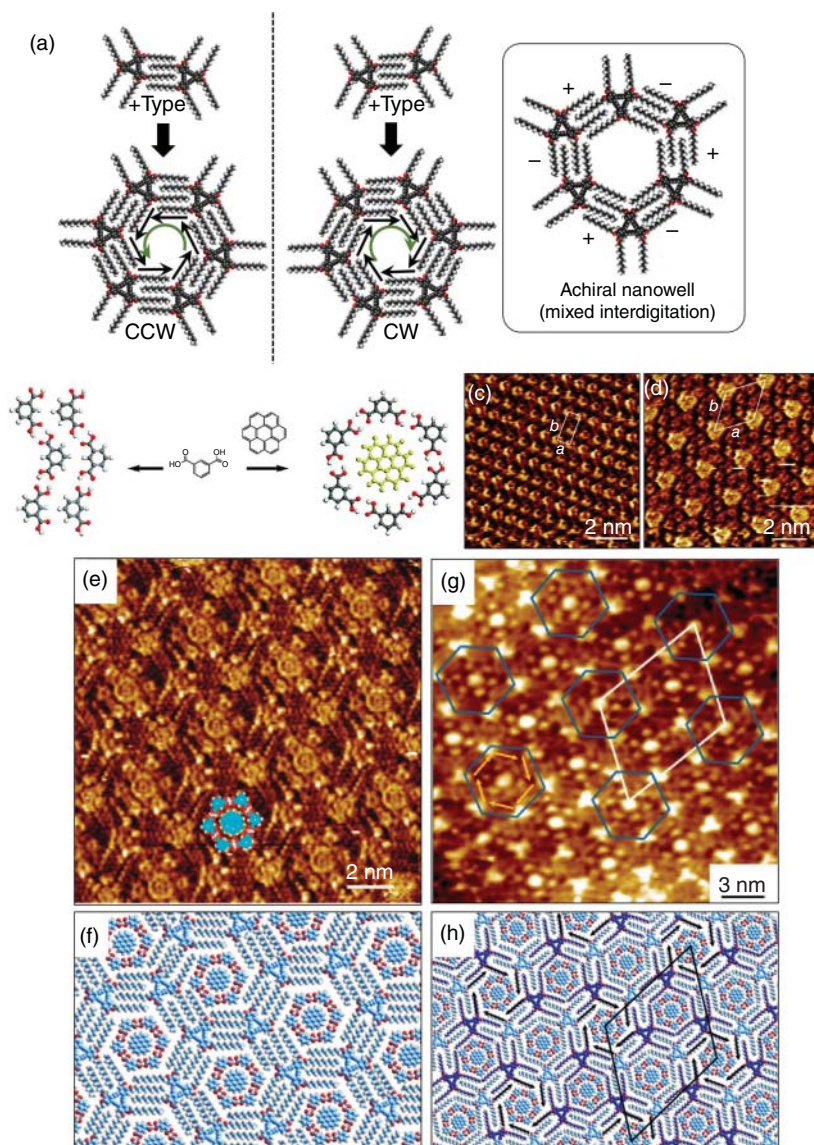 (a)
+Type
+Type
CCW
CW
+
−
−
+
+
−
Achiral nanowell
(mixed interdigitation)
O
OH
HO
O
(c)
b
a
2 nm
(d)
b
a
2 nm
(e)
2 nm
(g)
3 nm
(f)
(h)